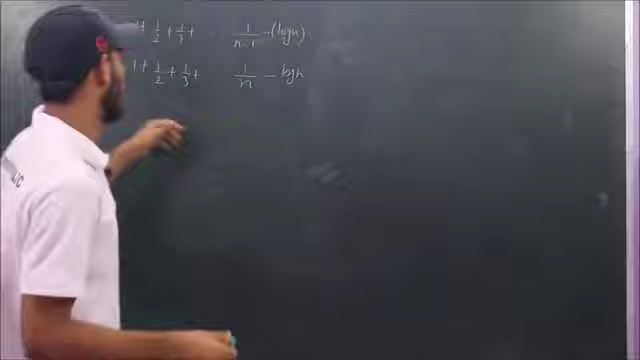 1 + 1/2 + 1/3 + 1/(n-1) - (log n)
1 + 1/2 + 1/3 + 1/n - log n